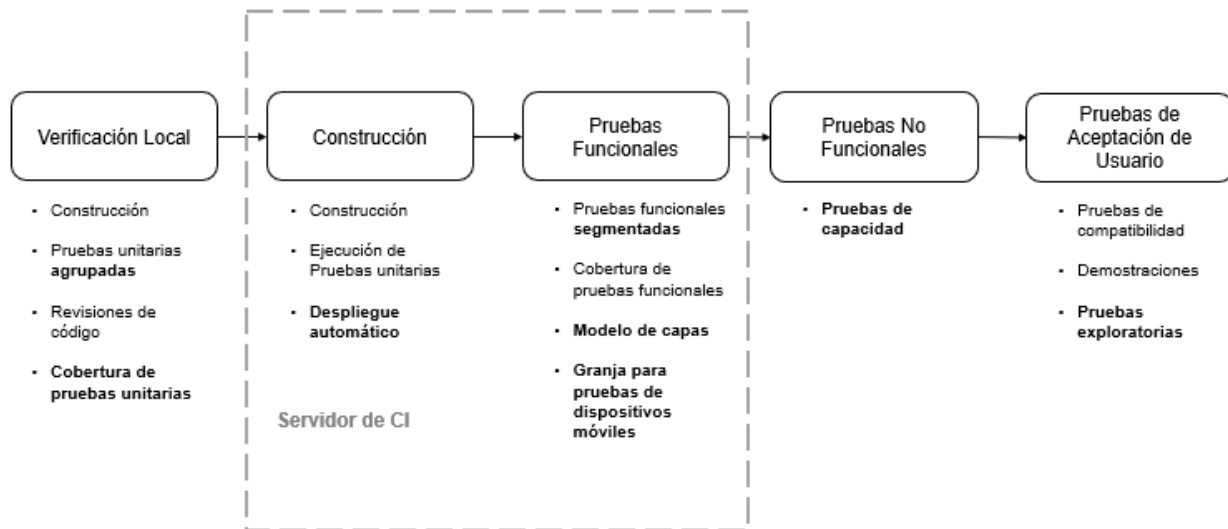 Verificación Local
Construcción
Pruebas
Funcionales
Pruebas No
Funcionales
Pruebas de
Aceptación de
Usuario
▪ Construcción
▪ Pruebas unitarias
agrupadas
▪ Revisiones de
código
▪ Cobertura de
pruebas unitarias
▪ Construcción
▪ Ejecución de
Pruebas unitarias
▪ Despliegue
automático
▪ Pruebas funcionales
segmentadas
▪ Cobertura de
pruebas funcionales
▪ Modelo de capas
▪ Granja para
pruebas de
dispositivos
móviles
▪ Pruebas de
capacidad
▪ Pruebas de
compatibilidad
▪ Demostraciones
▪ Pruebas
exploratorias
Servidor de CI